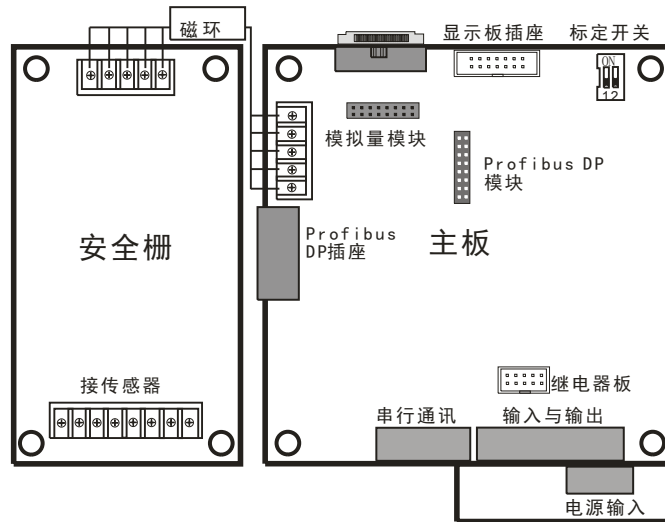 磁环
显示板插座
标定开关
ON
12
模拟量模块
Profibus DP
模块
Profibus
DP插座
安全栅
主板
接传感器
继电器板
串行通讯
输入与输出
电源输入